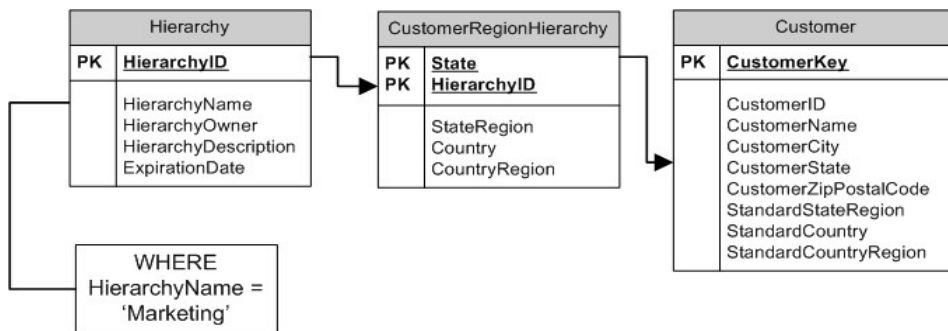 Hierarchy
PK HierarchyID
HierarchyName
HierarchyOwner
HierarchyDescription
ExpirationDate
WHERE
HierarchyName =
‘Marketing’
CustomerRegionHierarchy
PK State
PK HierarchyID
StateRegion
Country
CountryRegion
Customer
PK CustomerKey
CustomerID
CustomerName
CustomerCity
CustomerState
CustomerZipPostalCode
StandardStateRegion
StandardCountry
StandardCountryRegion